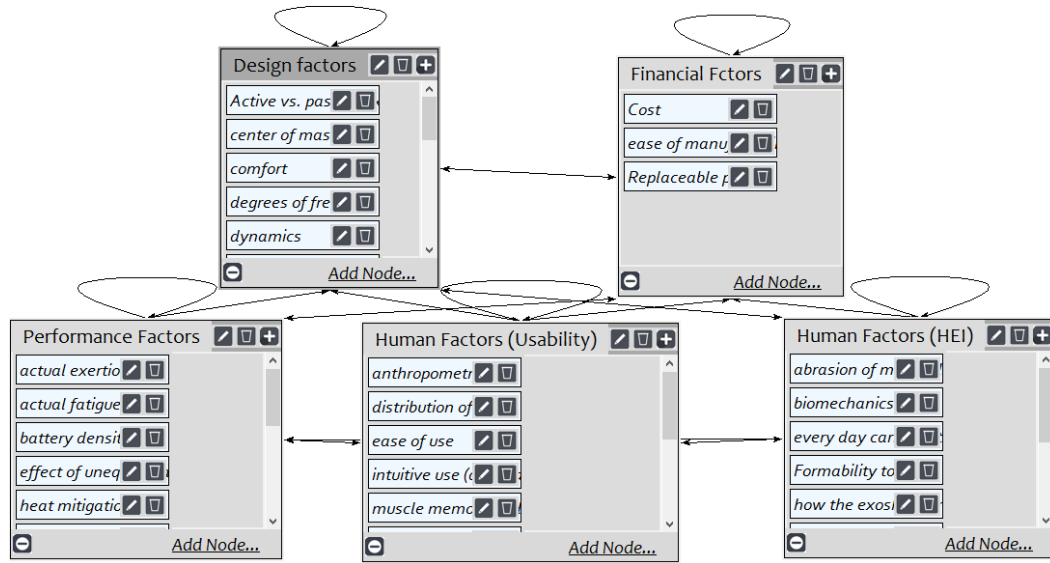 Design factors
Active vs. pas
center of mas
comfort
degrees of fre
dynamics
Add Node...
Financial Fctors
Cost
ease of manu
Replaceable p
Add Node...
Performance Factors
actual exertio
actual fatigue
battery densit
effect of uneq
heat mitigatio
Add Node...
Human Factors (Usability)
anthropometr
distribution of
ease of use
intuitive use (
muscle memo
Add Node...
Human Factors (HEI)
abrasion of m
biomechanics
every day car
Formability to
how the exos
Add Node...